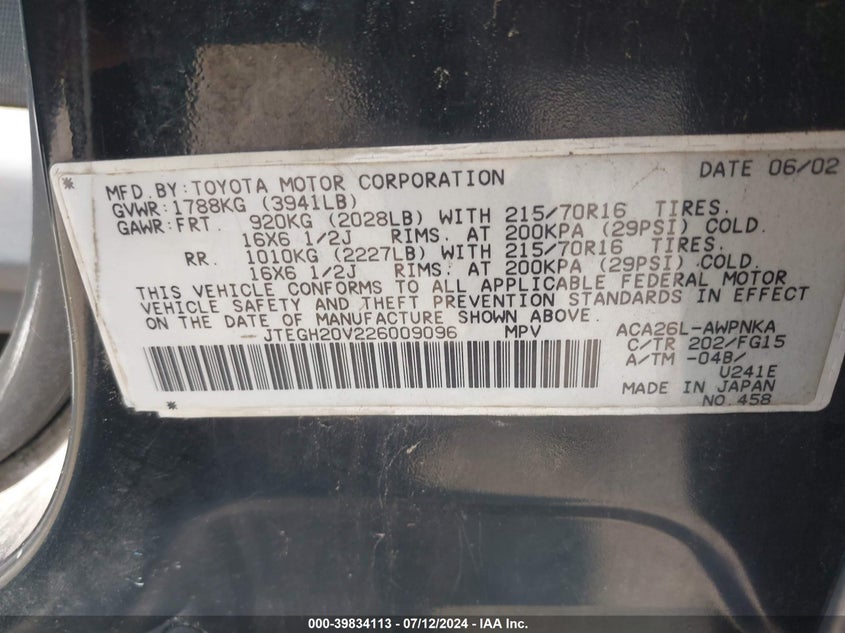 DATE 06/02
MFD.BY:TOYOTA MOTOR CORPORATION
GVWR:1788KG (3941LB)
GAWR:FRT. 920KG (2028LB) WITH 215/70R16 TIRES.
16X6 1/2J RIMS. AT 200KPA (29PSI) COLD.
RR. 1010KG (2227LB) WITH 215/70R16 TIRES.
16X6 1/2J RIMS. AT 200KPA (29PSI) COLD.
THIS VEHICLE CONFORMS TO ALL APPLICABLE FEDERAL MOTOR
VEHICLE SAFETY AND THEFT PREVENTION STANDARDS IN EFFECT
ON THE DATE OF MANUFACTURE SHOWN ABOVE.
JTEGH20V226009096 MPV ACA26L-AWPNKA
C/TR 202/FG15
A/TM -04B/
U241E
MADE IN JAPAN
NO.458
000-39834113 - 07/12/2024 - IAA Inc.